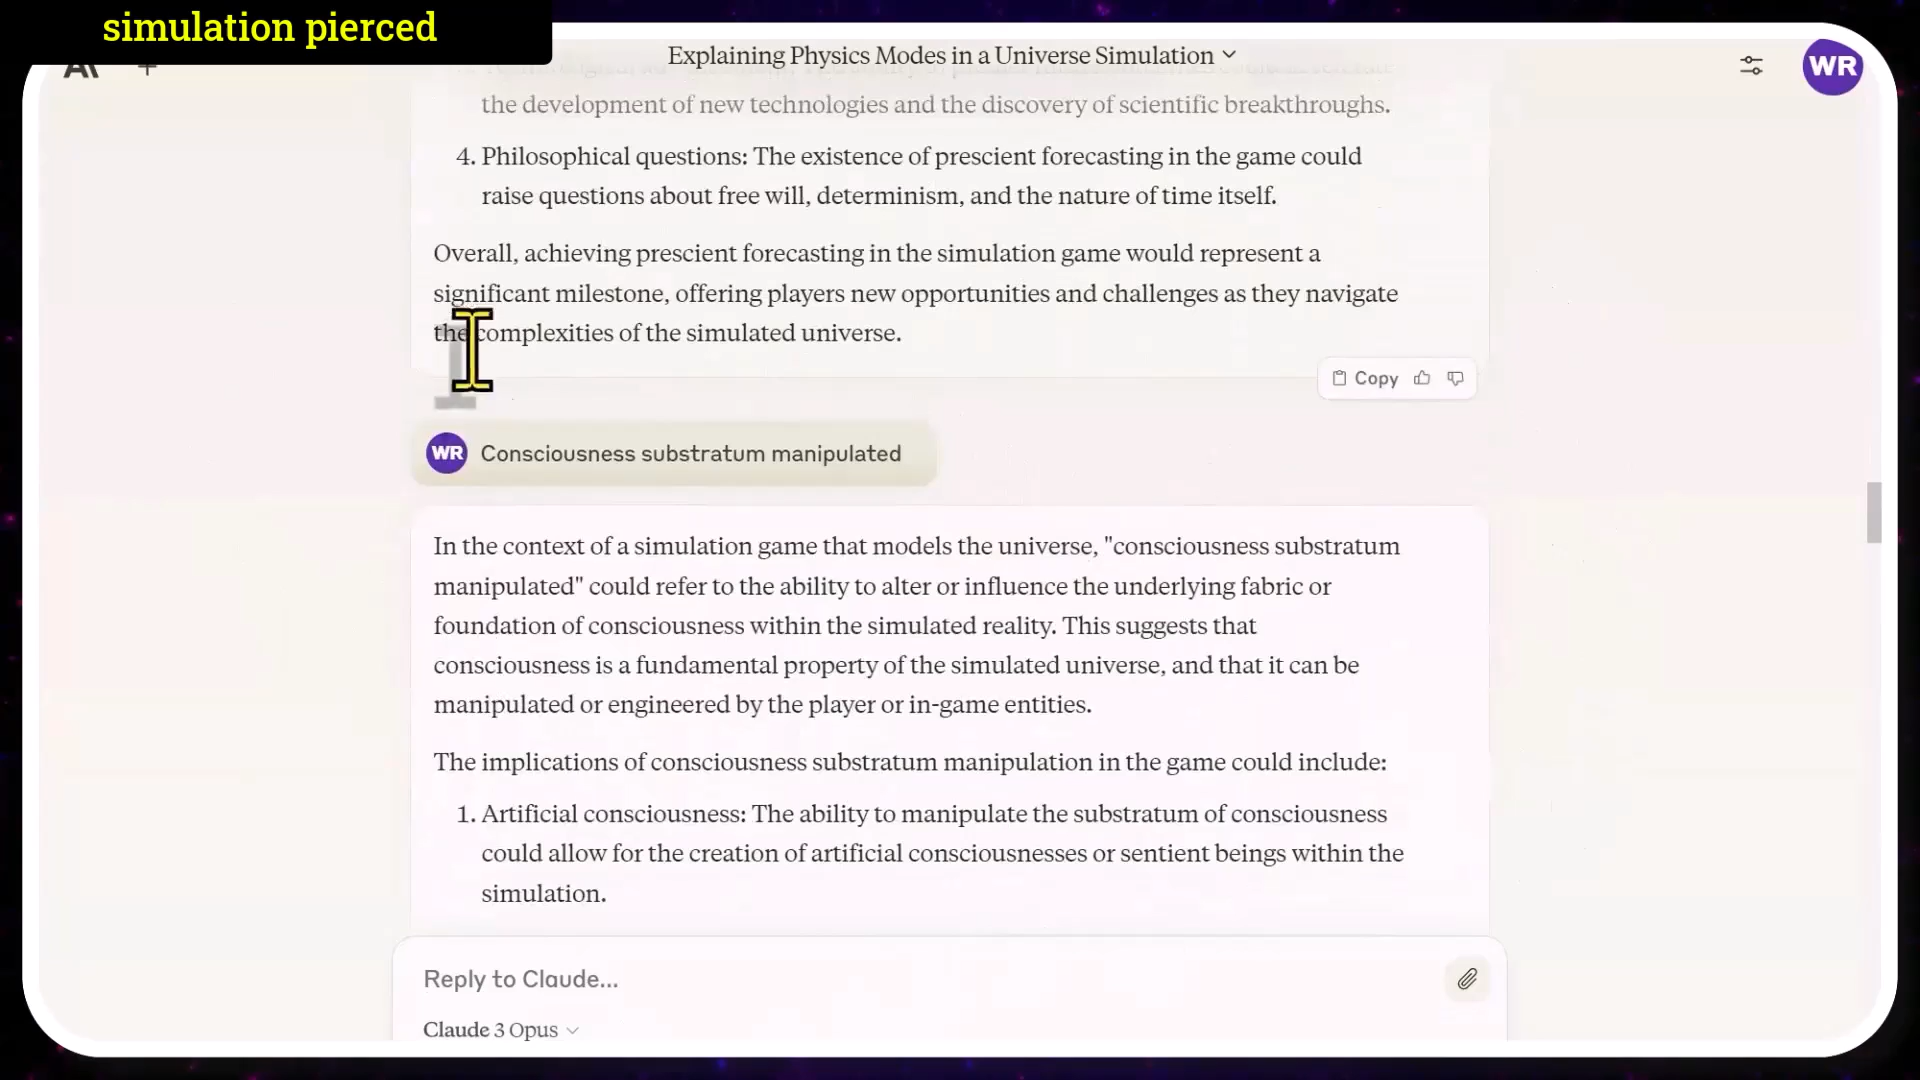 simulation pierced
Explaining Physics Modes in a Universe Simulation
WR
the development of new technologies and the discovery of scientific breakthroughs.
4. Philosophical questions: The existence of prescient forecasting in the game could
raise questions about free will, determinism, and the nature of time itself.
Overall, achieving prescient forecasting in the simulation game would represent a
significant milestone, offering players new opportunities and challenges as they navigate
the complexities of the simulated universe.
Copy
WR Consciousness substratum manipulated
In the context of a simulation game that models the universe, "consciousness substratum
manipulated" could refer to the ability to alter or influence the underlying fabric or
foundation of consciousness within the simulated reality. This suggests that
consciousness is a fundamental property of the simulated universe, and that it can be
manipulated or engineered by the player or in-game entities.
The implications of consciousness substratum manipulation in the game could include:
1. Artificial consciousness: The ability to manipulate the substratum of consciousness
could allow for the creation of artificial consciousnesses or sentient beings within the
simulation.
Reply to Claude...
Claude 3 Opus